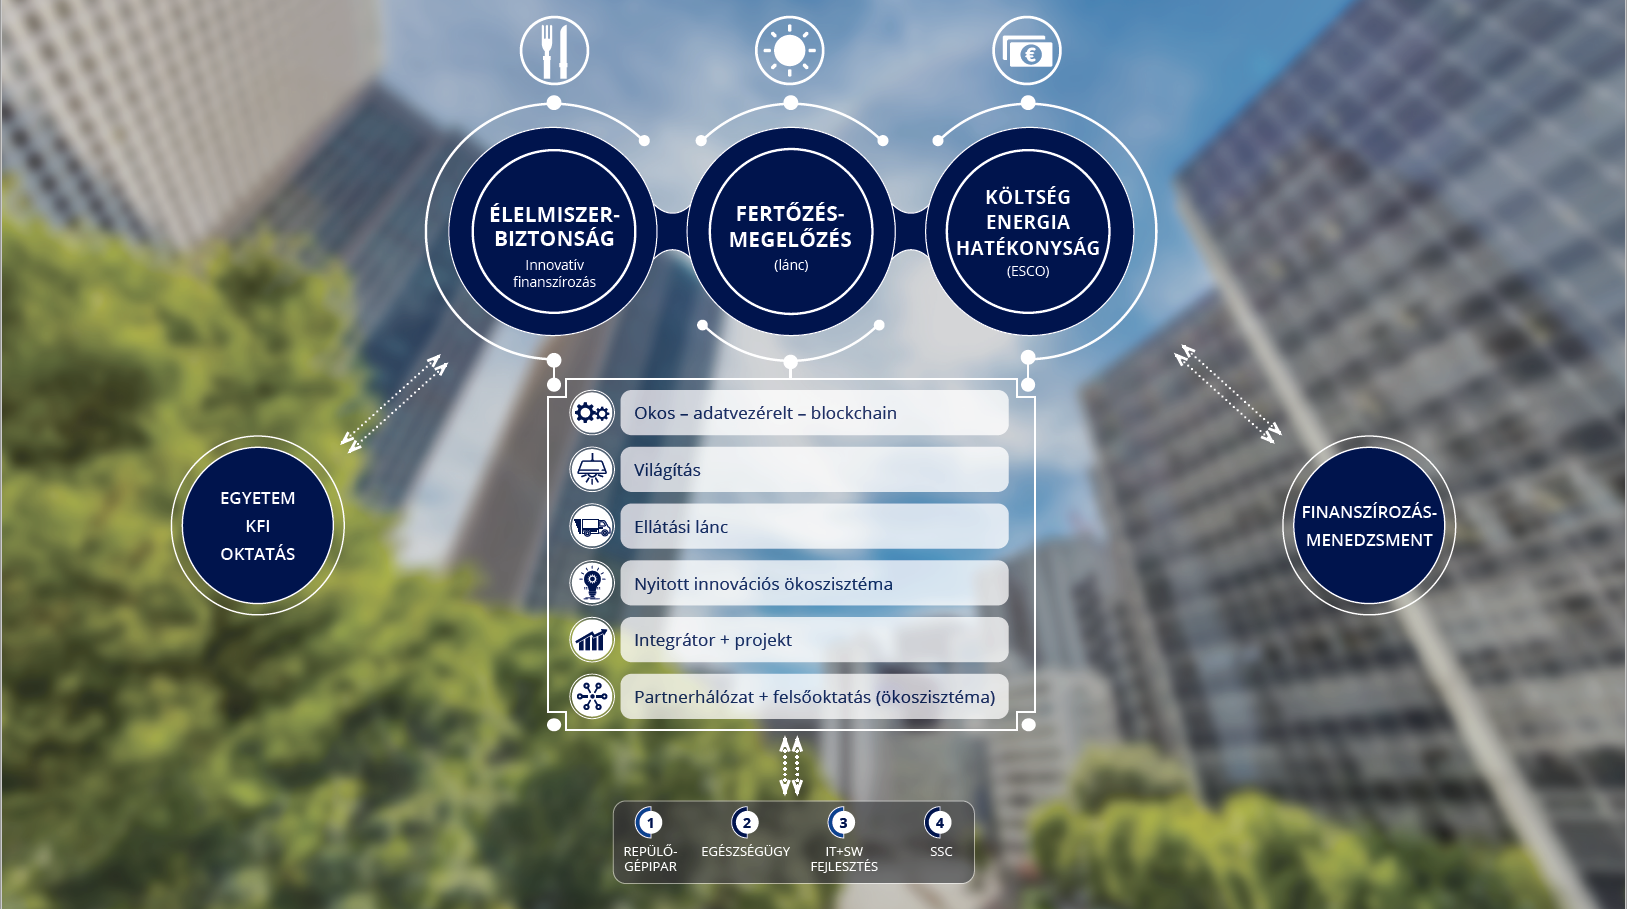 €
ÉLELMISZER-
BIZTONSÁG
Innovatív
finanszírozás
FERTŐZÉS-
MEGELŐZÉS
(lánc)
KÖLTSÉG
ENERGIA
HATÉKONYSÁG
(ESCO)
Okos – adatvezérelt – blockchain
Világítás
Ellátási lánc
Nyitott innovációs ökoszisztéma
Integrátor + projekt
Partnerhálózat + felsőoktatás (ökoszisztéma)
EGYETEM
KFI
OKTATÁS
FINANSZÍROZÁS-
MENEDZSMENT
1
REPÜLŐ-
GÉPIPAR
2
EGÉSZSÉGÜGY
3
IT+SW
FEJLESZTÉS
4
SSC